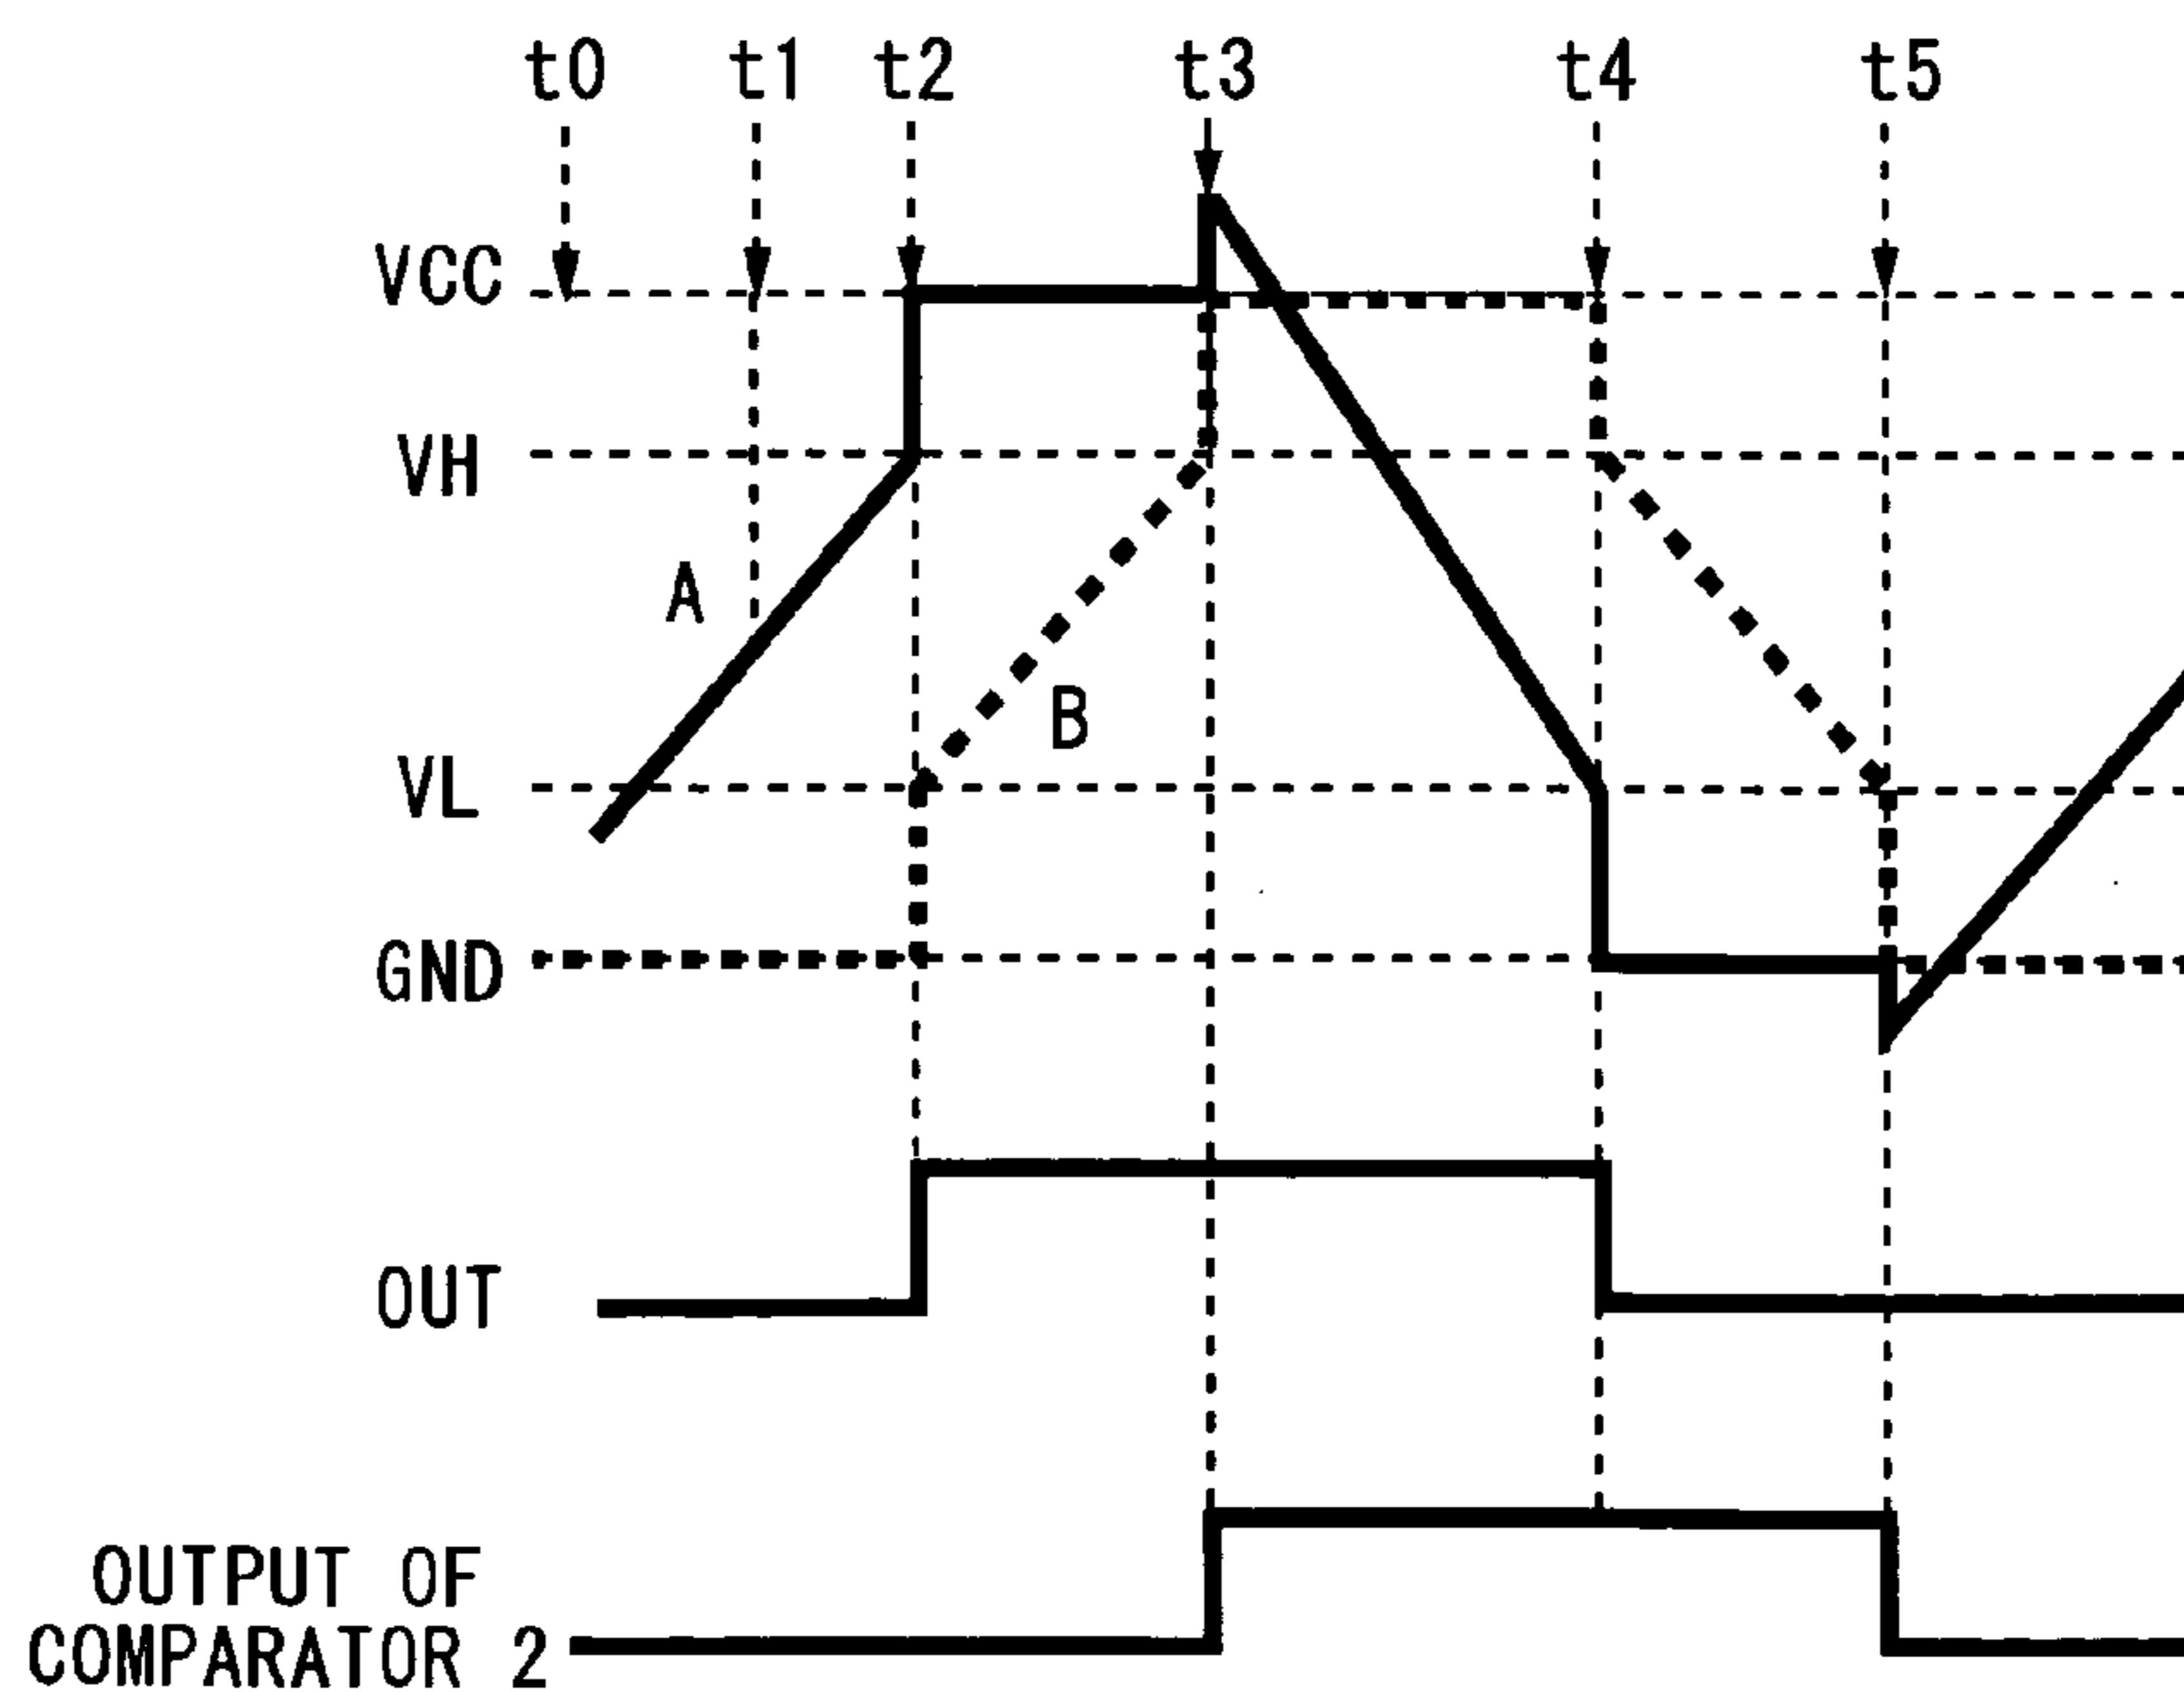 t0 t1 t2 t3 t4 t5
VCC
VH
A
B
VL
GND
OUT
OUTPUT OF
COMPARATOR 2